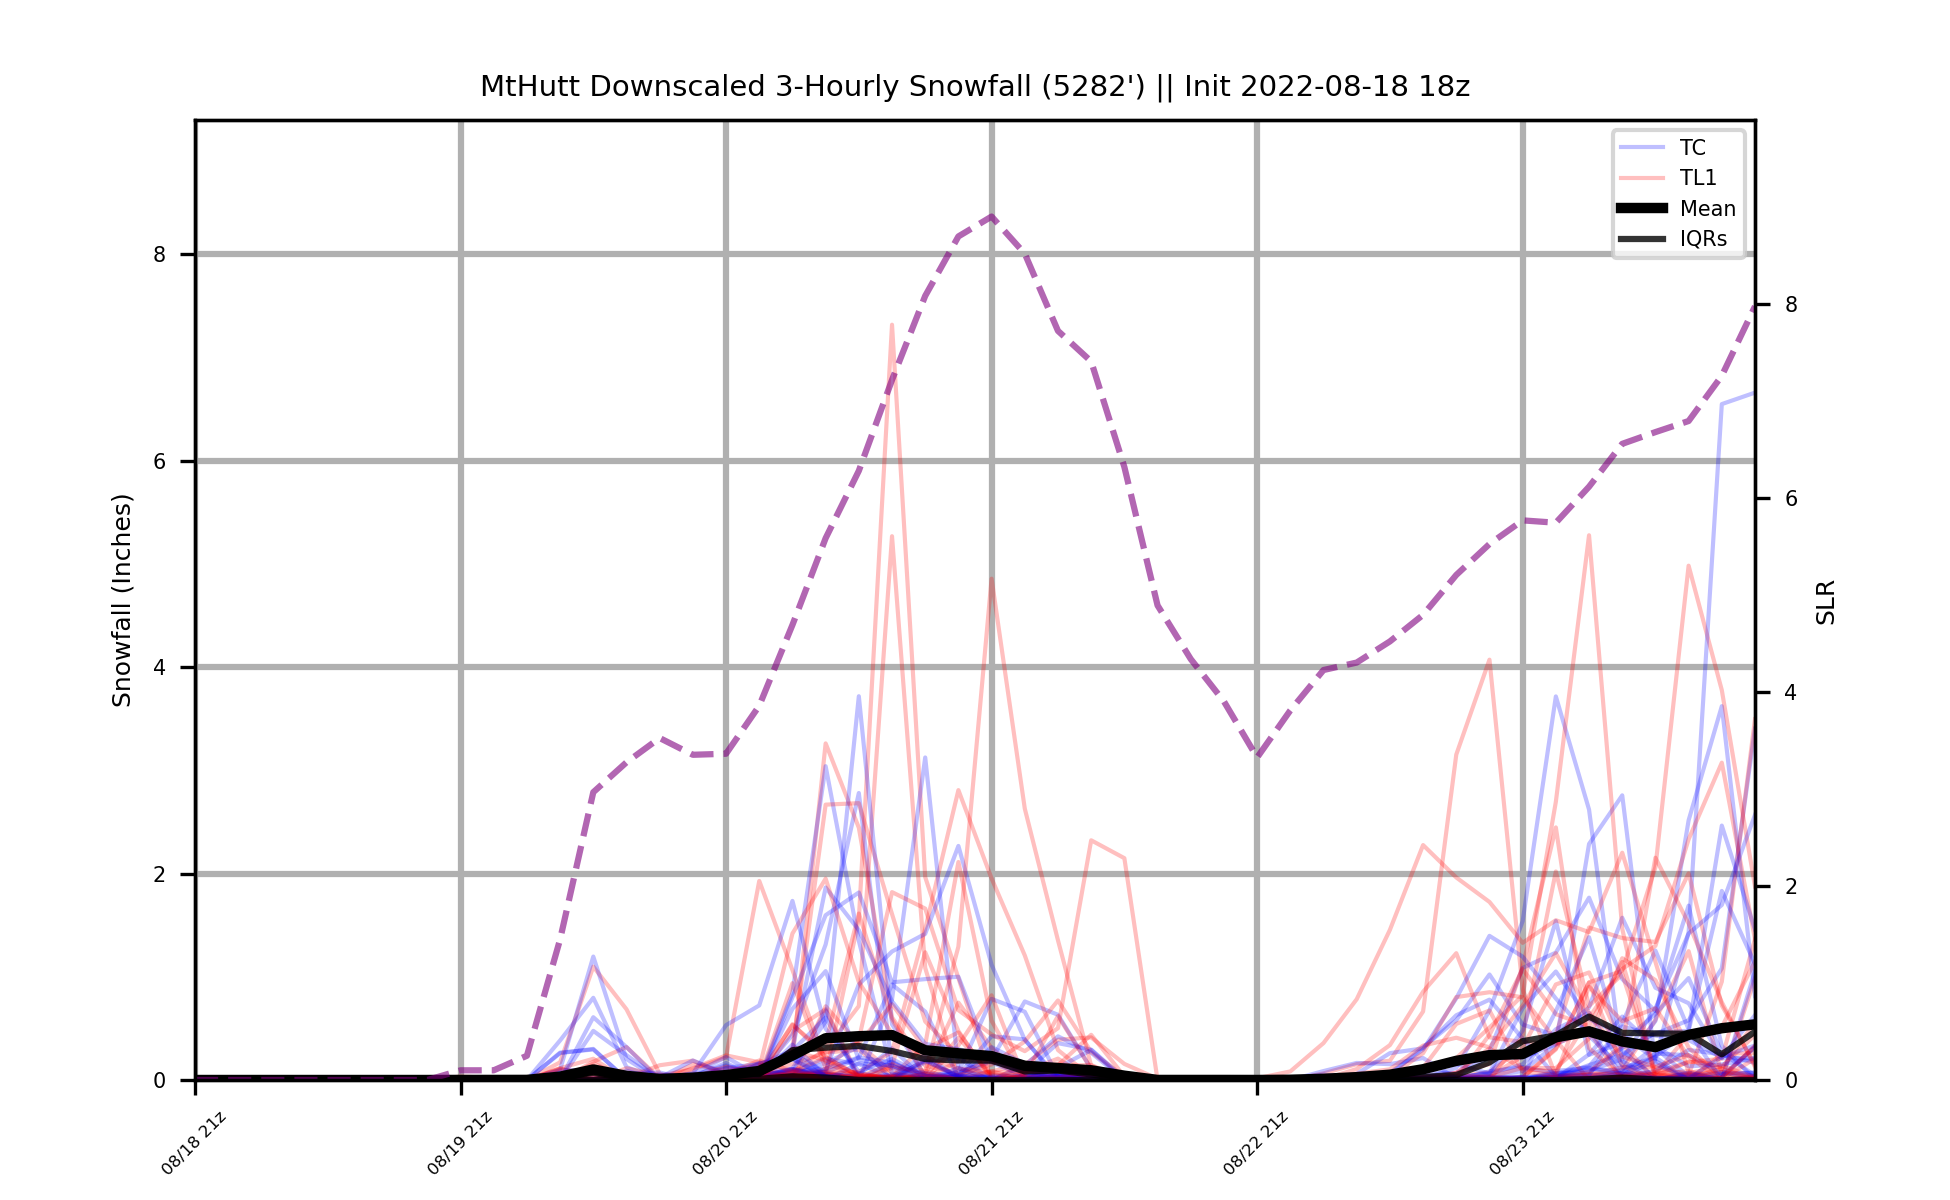 MtHutt Downscaled 3-Hourly Snowfall (5282') || Init 2022-08-18 18z
TC
TL1
Mean
IQRs
Snowfall (Inches)
8
6
4
2
0
SLR
8
6
4
2
0
08/18 21z
08/19 21z
08/20 21z
08/21 21z
08/22 21z
08/23 21z